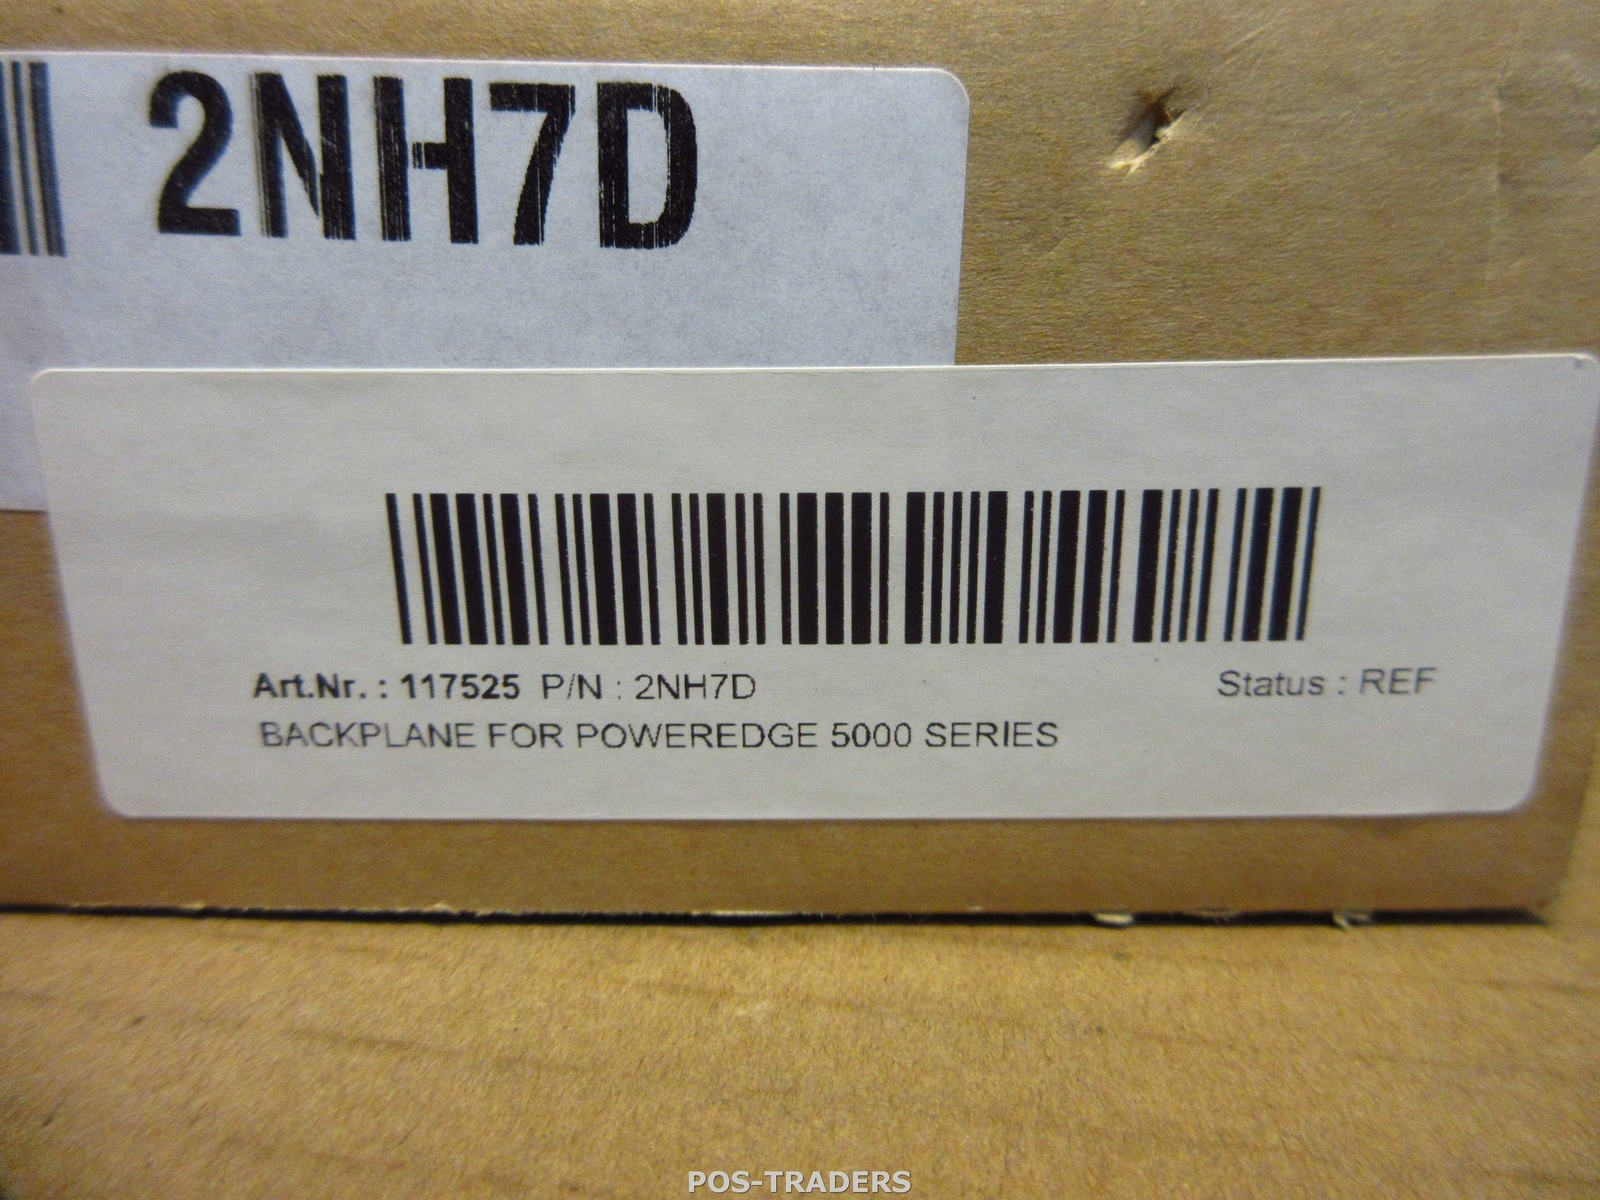 2NH7D
Art.Nr. : 117525 P/N : 2NH7D Status : REF
BACKPLANE FOR POWEREDGE 5000 SERIES
POS-TRADERS